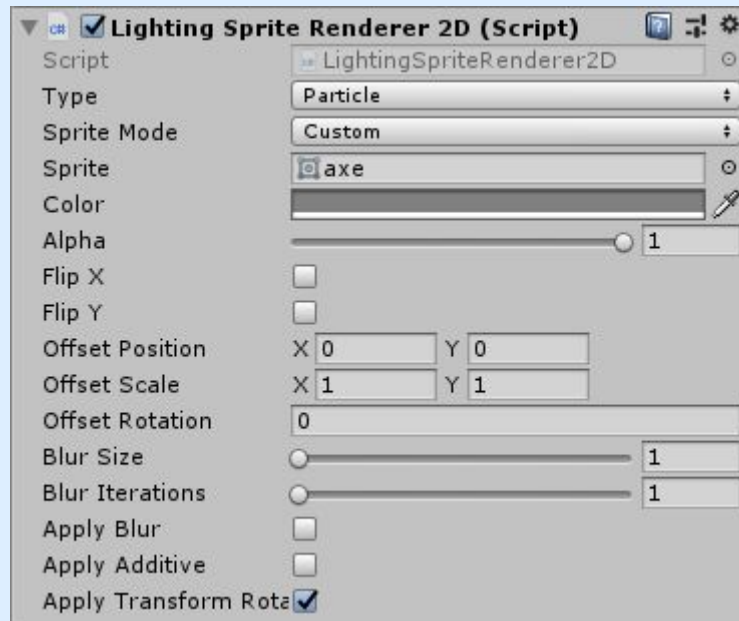 Lighting Sprite Renderer 2D (Script)
Script LightingSpriteRenderer2D
Type Particle
Sprite Mode Custom
Sprite axe
Color
Alpha 1
Flip X
Flip Y
Offset Position X 0 Y 0
Offset Scale X 1 Y 1
Offset Rotation 0
Blur Size 1
Blur Iterations 1
Apply Blur
Apply Additive
Apply Transform Rota